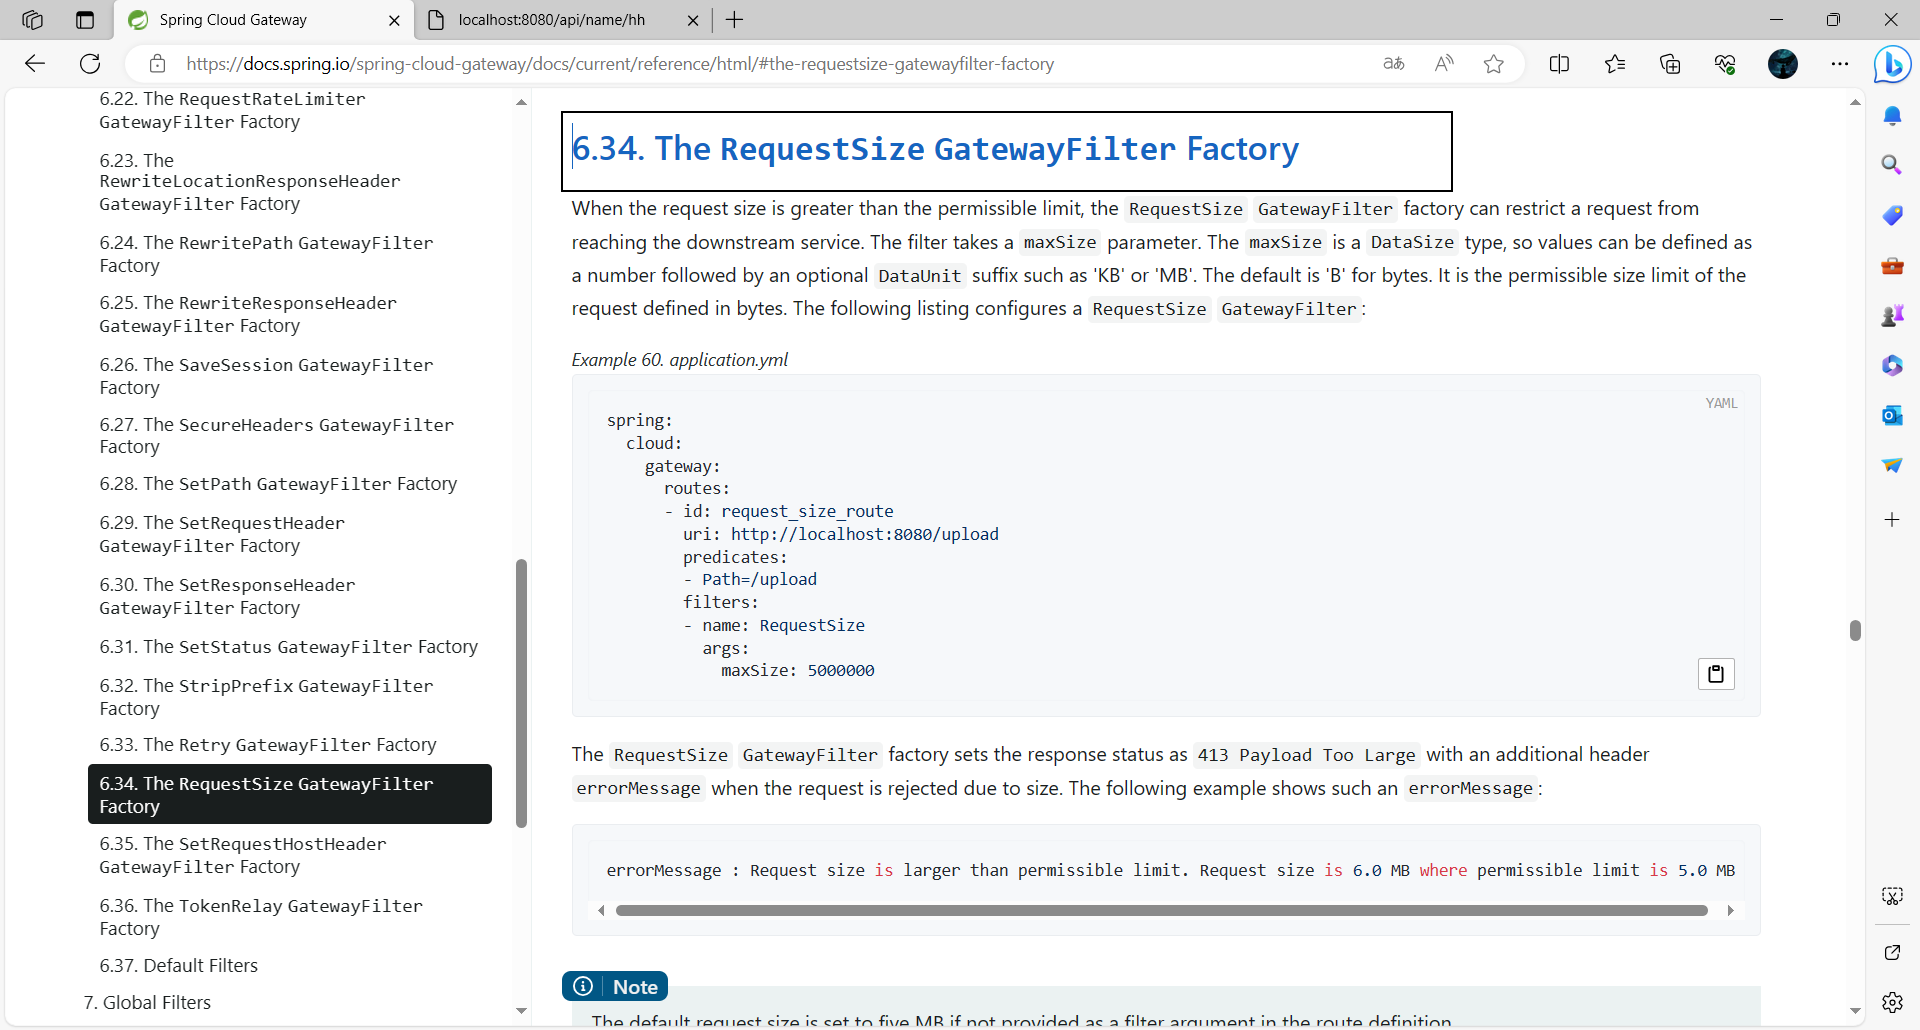 Spring Cloud Gateway
localhost:8080/api/name/hh
https://docs.spring.io/spring-cloud-gateway/docs/current/reference/html/#the-requestsize-gatewayfilter-factory
aあ
A
6.22. The RequestRateLimiter
GatewayFilter Factory
6.23. The
RewriteLocationResponseHeader
GatewayFilter Factory
6.24. The RewritePath GatewayFilter
Factory
6.25. The RewriteResponseHeader
GatewayFilter Factory
6.26. The SaveSession GatewayFilter
Factory
6.27. The SecureHeaders GatewayFilter
Factory
6.28. The SetPath GatewayFilter Factory
6.29. The SetRequestHeader
GatewayFilter Factory
6.30. The SetResponseHeader
GatewayFilter Factory
6.31. The SetStatus GatewayFilter Factory
6.32. The StripPrefix GatewayFilter
Factory
6.33. The Retry GatewayFilter Factory
6.34. The RequestSize GatewayFilter
Factory
6.35. The SetRequestHostHeader
GatewayFilter Factory
6.36. The TokenRelay GatewayFilter
Factory
6.37. Default Filters
7. Global Filters
6.34. The RequestSize GatewayFilter Factory
When the request size is greater than the permissible limit, the RequestSize GatewayFilter factory can restrict a request from
reaching the downstream service. The filter takes a maxSize parameter. The maxSize is a DataSize type, so values can be defined as
a number followed by an optional DataUnit suffix such as 'KB' or 'MB'. The default is 'B' for bytes. It is the permissible size limit of the
request defined in bytes. The following listing configures a RequestSize GatewayFilter:
Example 60. application.yml
YAML
spring:
  cloud:
    gateway:
      routes:
      - id: request_size_route
        uri: http://localhost:8080/upload
        predicates:
        - Path=/upload
        filters:
        - name: RequestSize
          args:
            maxSize: 5000000
The RequestSize GatewayFilter factory sets the response status as 413 Payload Too Large with an additional header
errorMessage when the request is rejected due to size. The following example shows such an errorMessage:
errorMessage : Request size is larger than permissible limit. Request size is 6.0 MB where permissible limit is 5.0 MB
Note
The default request size is set to five MB if not provided as a filter argument in the route definition.